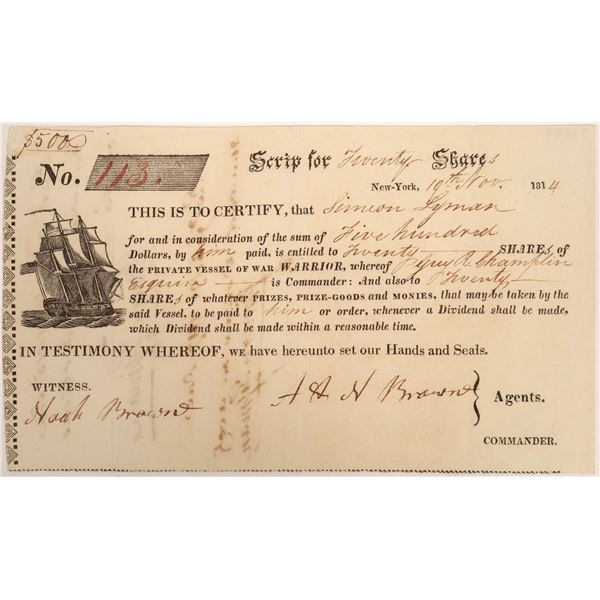 $500
Scrip for Twenty Shares
No. 113.
New-York, 19th Nov. 1814
THIS IS TO CERTIFY, that Simeon Lyman
for and in consideration of the sum of Five hundred
Dollars, by him paid, is entitled to Twenty SHARES of
the PRIVATE VESSEL OF WAR WARRIOR, whereof Champlin
Esquire is Commander: And also to Twenty
SHARES of whatever PRIZES, PRIZE-GOODS and MONIES, that may be taken by the
said Vessel, to be paid to him or order, whenever a Dividend shall be made,
which Dividend shall be made within a reasonable time.
IN TESTIMONY WHEREOF, we have hereunto set our Hands and Seals.
WITNESS.
Noah Brown A & N Brown } Agents.
COMMANDER.